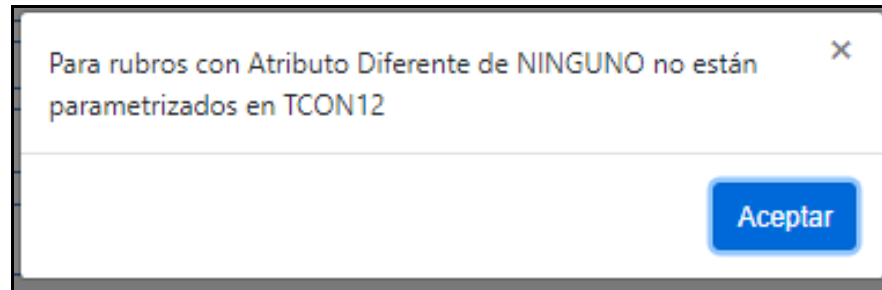 Para rubros con Atributo Diferente de NINGUNO no están
parametrizados en TCON12
Aceptar